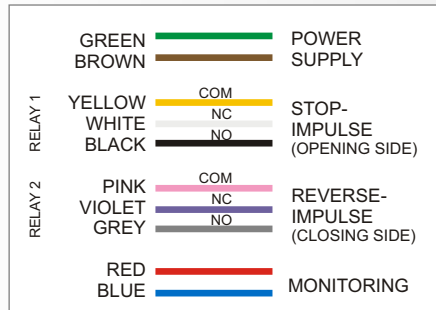 GREEN POWER
BROWN SUPPLY
RELAY 1
YELLOW COM STOP-
WHITE NC IMPULSE
BLACK NO (OPENING SIDE)
RELAY 2
PINK COM REVERSE-
VIOLET NC IMPULSE
GREY NO (CLOSING SIDE)
RED
BLUE MONITORING